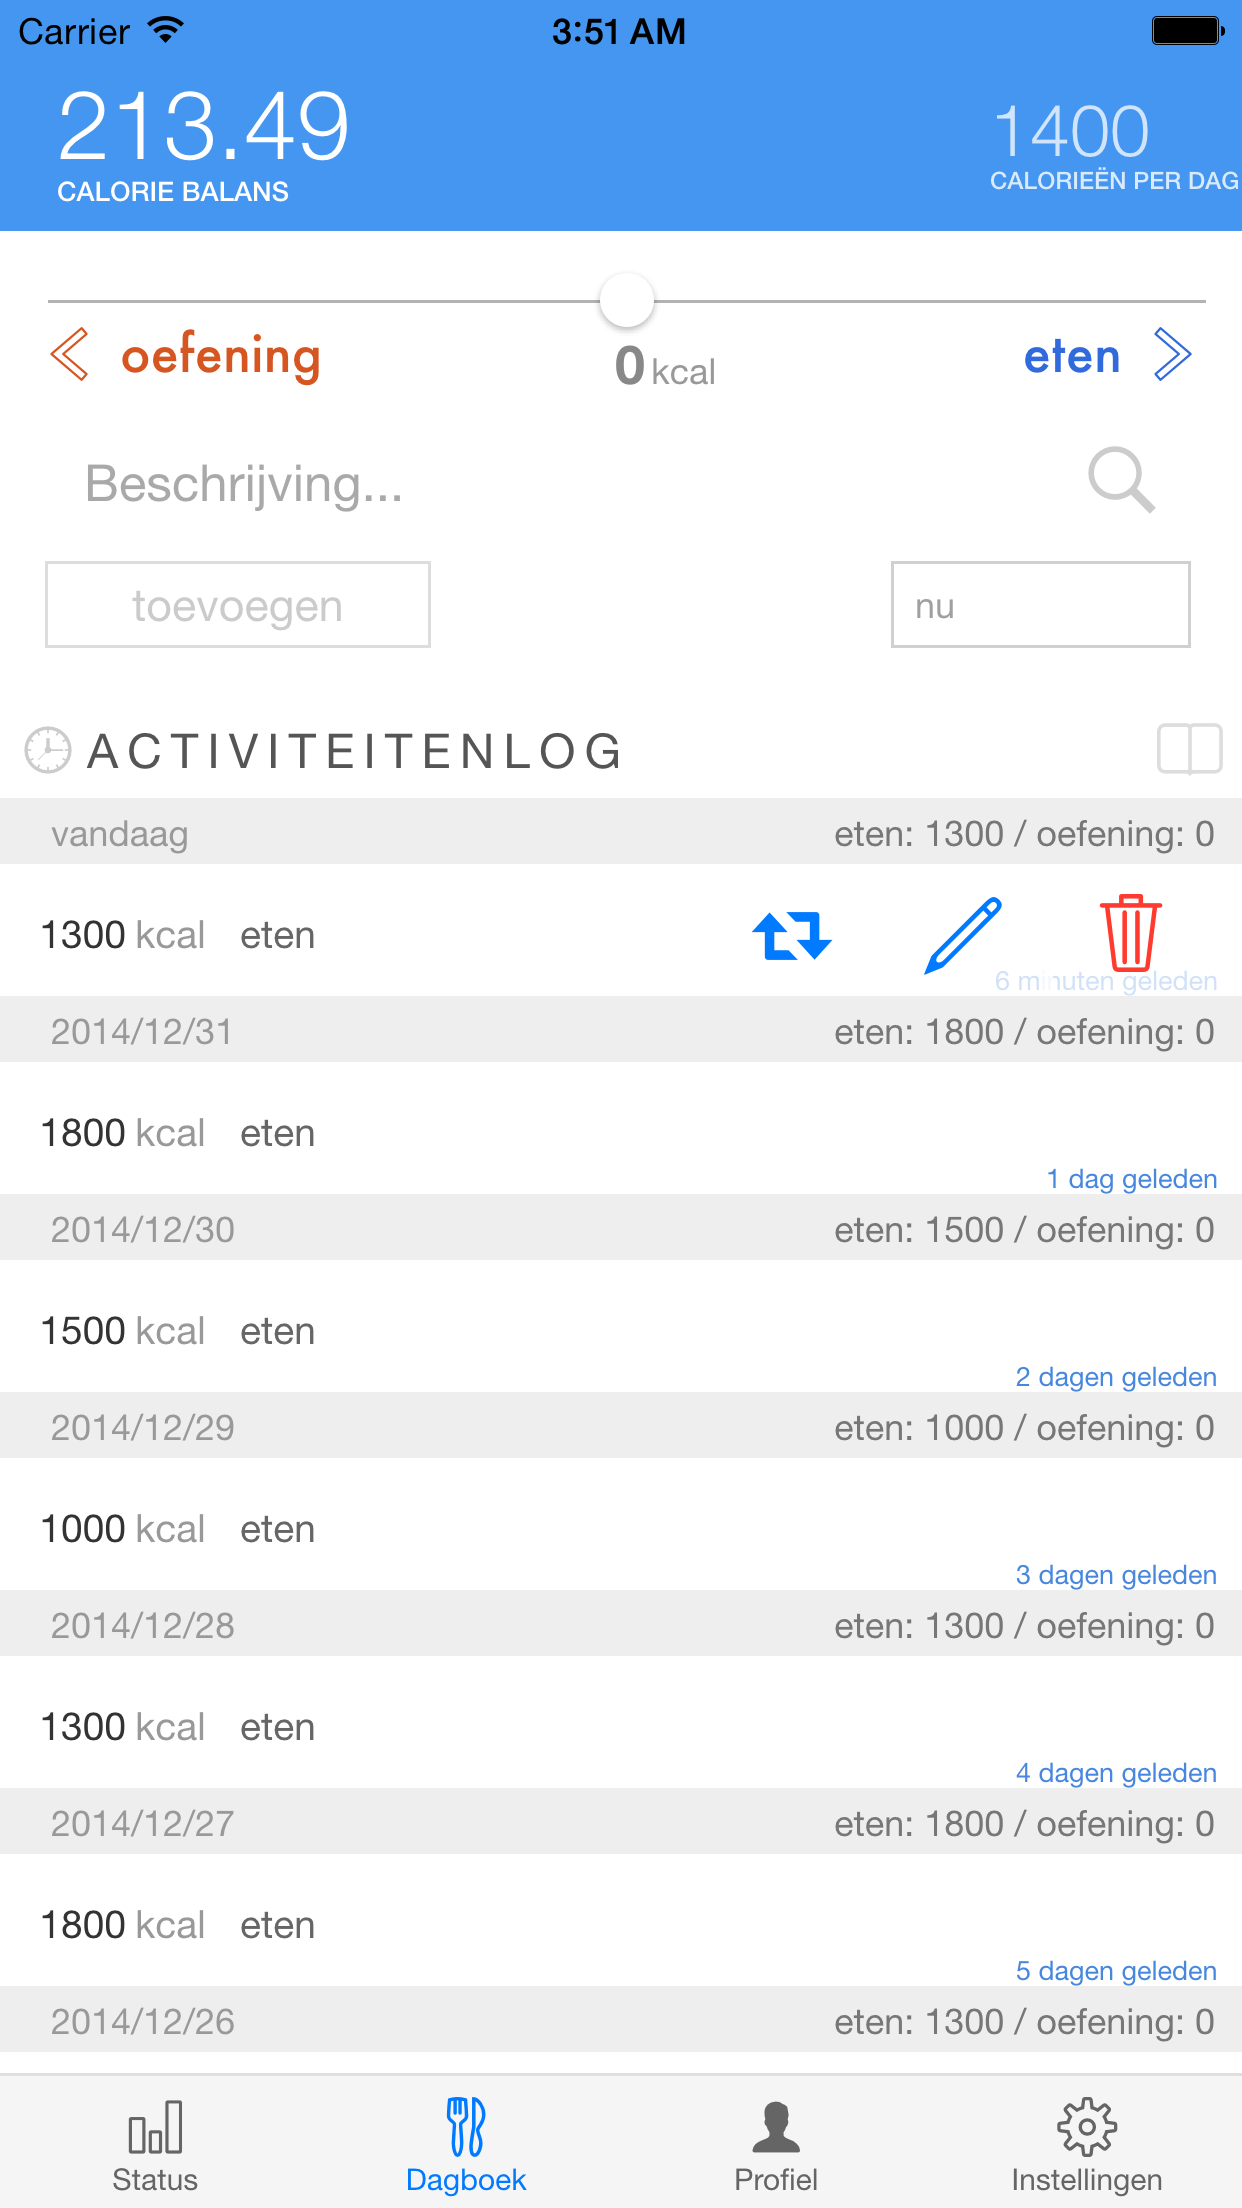 Carrier 3:51 AM
213.49 1400
CALORIE BALANS CALORIEËN PER DAG
oefening 0 kcal eten
Beschrijving...
toevoegen nu
ACTIVITEITENLOG
vandaag eten: 1300 / oefening: 0
1300 kcal eten
6 minuten geleden
2014/12/31 eten: 1800 / oefening: 0
1800 kcal eten
1 dag geleden
2014/12/30 eten: 1500 / oefening: 0
1500 kcal eten
2 dagen geleden
2014/12/29 eten: 1000 / oefening: 0
1000 kcal eten
3 dagen geleden
2014/12/28 eten: 1300 / oefening: 0
1300 kcal eten
4 dagen geleden
2014/12/27 eten: 1800 / oefening: 0
1800 kcal eten
5 dagen geleden
2014/12/26 eten: 1300 / oefening: 0
Status Dagboek Profiel Instellingen